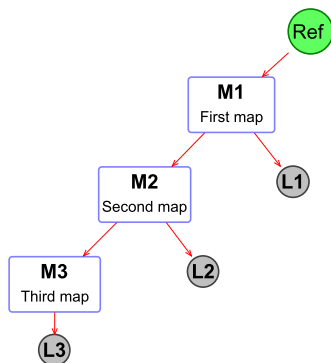 Ref
M1
First map
L1
M2
Second map
L2
M3
Third map
L3